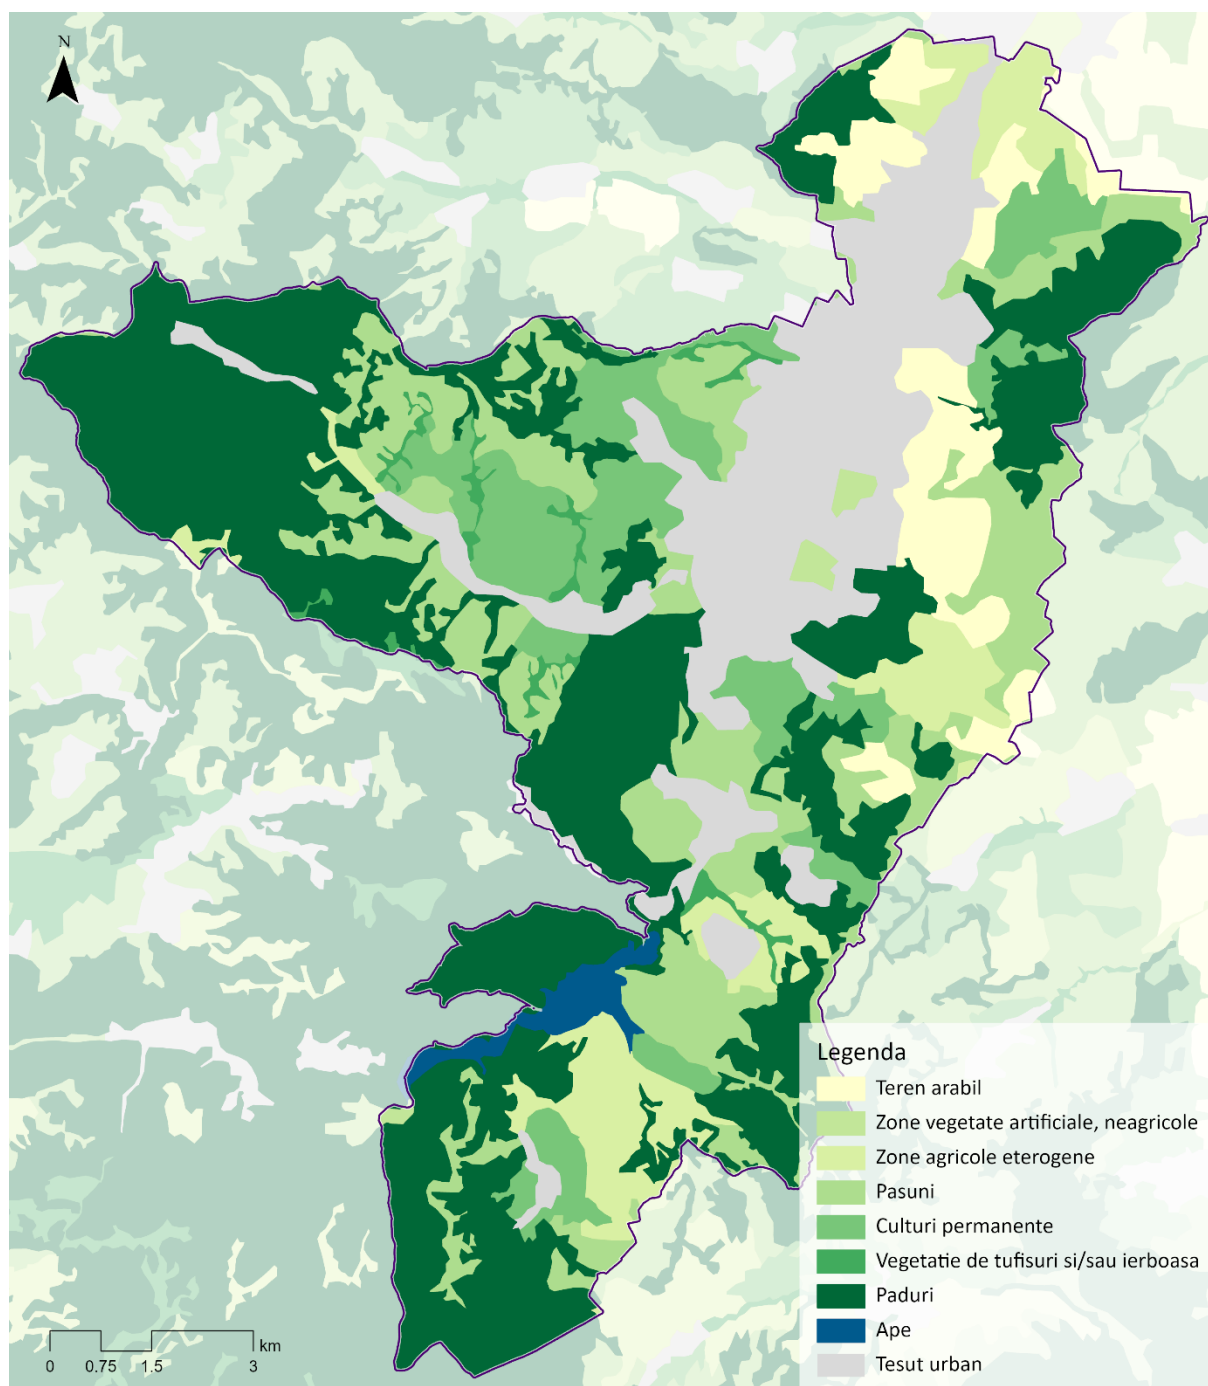 N
Legenda
Teren arabil
Zone vegetate artificiale, neagricole
Zone agricole eterogene
Pasuni
Culturi permanente
Vegetatie de tufisuri si/sau ierboasa
Paduri
Ape
Tesut urban
km
0 0.75 1.5 3